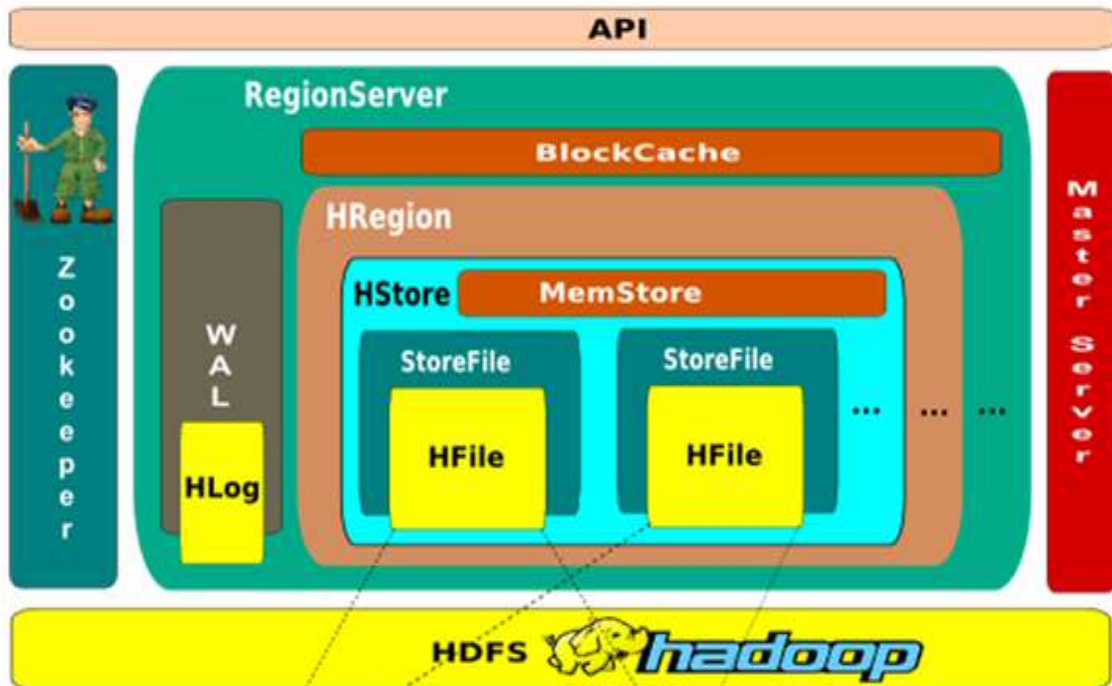 API
Zookeeper
RegionServer
BlockCache
WAL
HLog
HRegion
HStore
MemStore
StoreFile
HFile
StoreFile
HFile
...
...
...
Master Server
HDFS hadoop